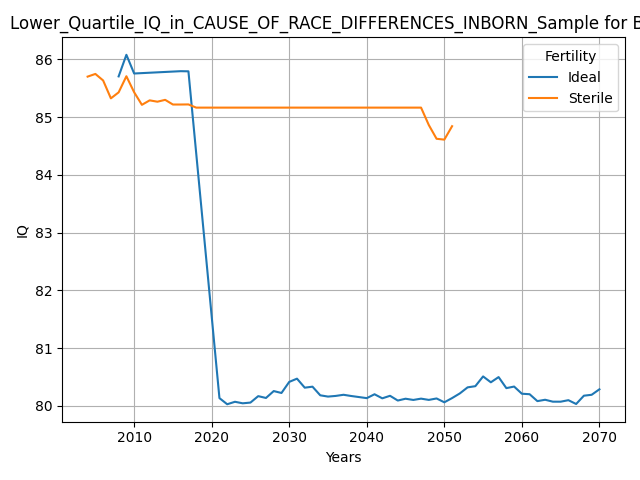 Lower_Quartile_IQ_in_CAUSE_OF_RACE_DIFFERENCES_INBORN_Sample for
Fertility
Ideal
Sterile
86
85
84
83
82
81
80
IQ
2010 2020 2030 2040 2050 2060 2070
Years